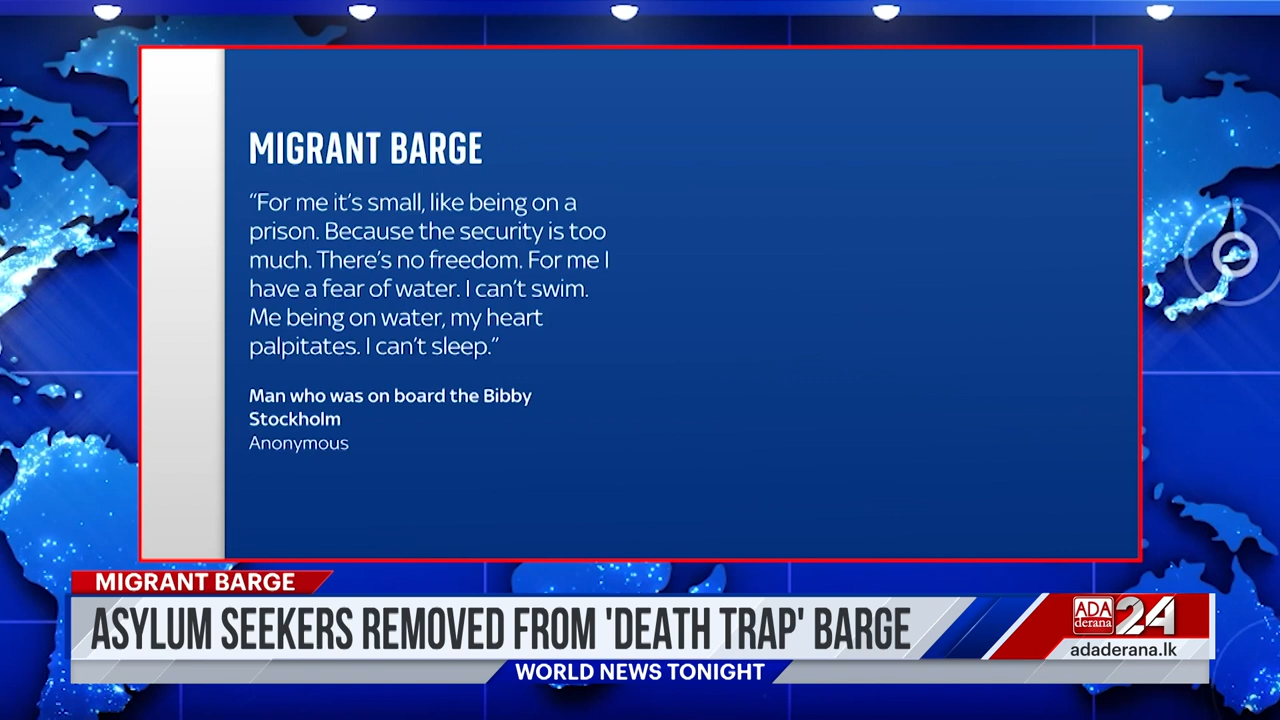 MIGRANT BARGE
“For me it’s small, like being on a
prison. Because the security is too
much. There’s no freedom. For me I
have a fear of water. I can’t swim.
Me being on water, my heart
palpitates. I can’t sleep.”
Man who was on board the Bibby
Stockholm
Anonymous
MIGRANT BARGE
ASYLUM SEEKERS REMOVED FROM 'DEATH TRAP' BARGE
ADA
derana
24
adaderana.lk
WORLD NEWS TONIGHT